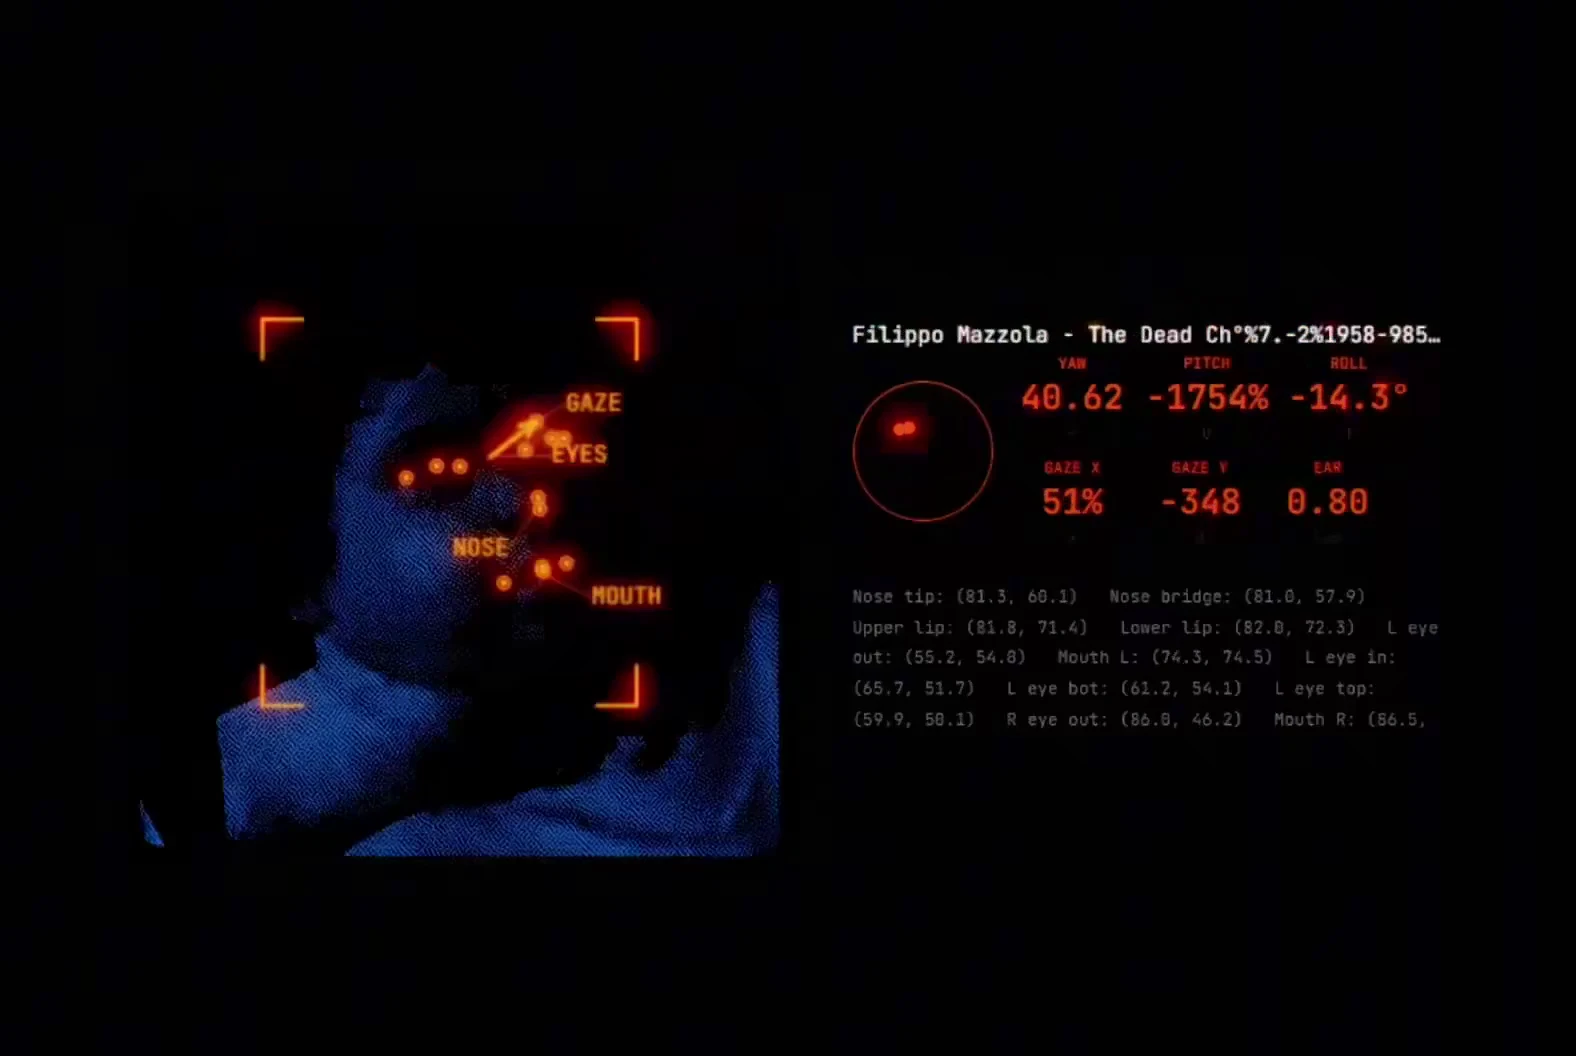 GAZE
EYES
NOSE
MOUTH
Filippo Mazzola - The Dead Ch°%7.-2%1958-985…
YAW PITCH ROLL
40.62 -1754% -14.3°
GAZE X GAZE Y EAR
51% -348 0.80
Nose tip: (81.3, 60.1) Nose bridge: (81.0, 57.9)
Upper lip: (81.8, 71.4) Lower lip: (82.0, 72.3) L eye
out: (55.2, 54.8) Mouth L: (74.3, 74.5) L eye in:
(65.7, 51.7) L eye bot: (61.2, 54.1) L eye top:
(59.9, 50.1) R eye out: (86.0, 46.2) Mouth R: (86.5,